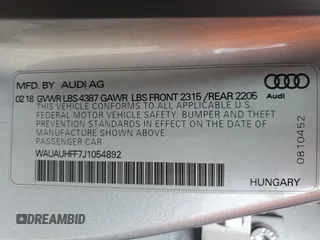 MFD. BY AUDI AG
02 18 GVWR LBS 4387 GAWR LBS FRONT 2315 /REAR 2205
THIS VEHICLE CONFORMS TO ALL APPLICABLE U.S.
FEDERAL MOTOR VEHICLE SAFETY, BUMPER AND THEFT
PREVENTION STANDARDS IN EFFECT ON THE DATE OF
MANUFACTURE SHOWN ABOVE.
PASSENGER CAR
WAUAUHFF7J1054892
Audi
0810452
HUNGARY
DREAMBID